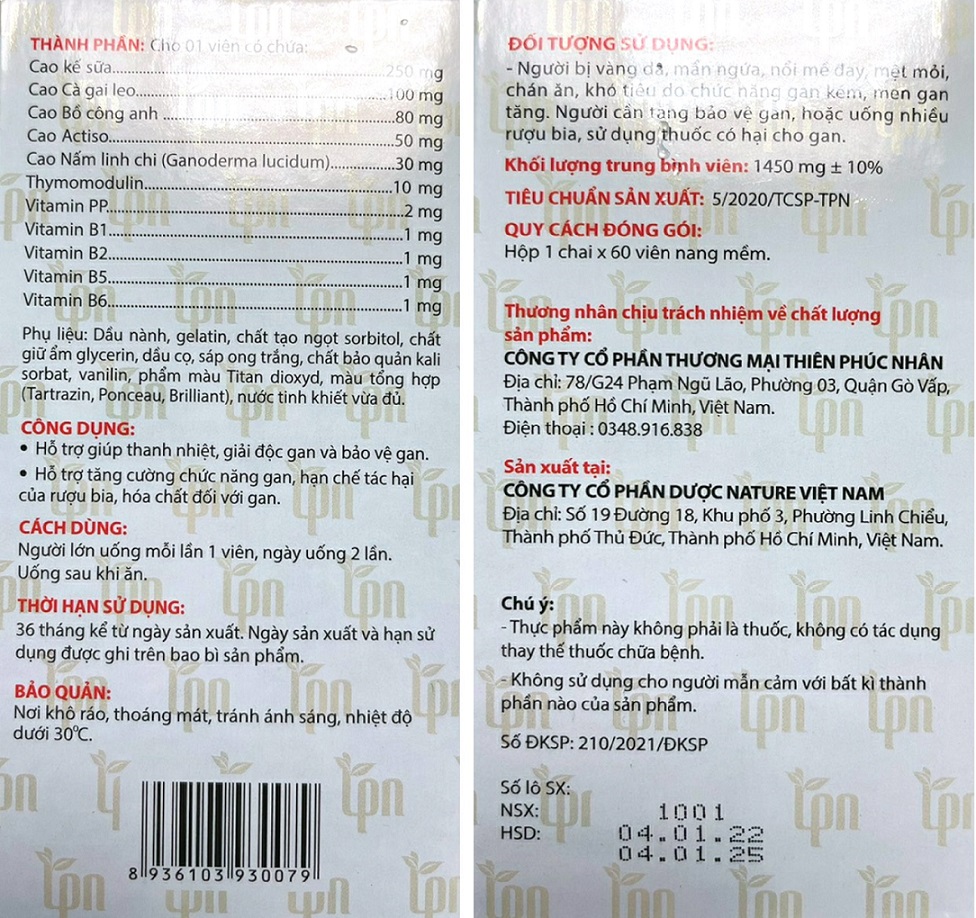 THÀNH PHẦN: Cho 01 viên có chứa:
Cao kế sữa.....250 mg
Cao Cà gai leo.....100 mg
Cao Bồ công anh .....80 mg
Cao Actiso.....50 mg
Cao Nấm linh chi (Ganoderma lucidum).....30 mg
Thymomodulin.....10 mg
Vitamin PP.....2 mg
Vitamin B1.....1 mg
Vitamin B2.....1 mg
Vitamin B5.....1 mg
Vitamin B6.....1 mg
Phụ liệu: Dầu nành, gelatin, chất tạo ngọt sorbitol, chất
giữ ẩm glycerin, dầu cọ, sáp ong trắng, chất bảo quản kali
sorbat, vanilin, phẩm màu Titan dioxyd, màu tổng hợp
(Tartrazin, Ponceau, Brilliant), nước tinh khiết vừa đủ.
CÔNG DỤNG:
• Hỗ trợ giúp thanh nhiệt, giải độc gan và bảo vệ gan.
• Hỗ trợ tăng cường chức năng gan, hạn chế tác hại
của rượu bia, hóa chất đối với gan.
CÁCH DÙNG:
Người lớn uống mỗi lần 1 viên, ngày uống 2 lần.
Uống sau khi ăn.
THỜI HẠN SỬ DỤNG:
36 tháng kể từ ngày sản xuất. Ngày sản xuất và hạn sử
dụng được ghi trên bao bì sản phẩm.
BẢO QUẢN:
Nơi khô ráo, thoáng mát, tránh ánh sáng, nhiệt độ
dưới 30⁰C.
8 936103 930079
ĐỐI TƯỢNG SỬ DỤNG:
- Người bị vàng da, mẩn ngứa, nổi mề đay, mệt mỏi,
chán ăn, khó tiêu do chức năng gan kém, men gan
tăng. Người cần tăng bảo vệ gan, hoặc uống nhiều
rượu bia, sử dụng thuốc có hại cho gan.
Khối lượng trung bình viên: 1450 mg ± 10%
TIÊU CHUẨN SẢN XUẤT: 5/2020/TCSP-TPN
QUY CÁCH ĐÓNG GÓI:
Hộp 1 chai x 60 viên nang mềm.
Thương nhân chịu trách nhiệm về chất lượng
sản phẩm:
CÔNG TY CỔ PHẦN THƯƠNG MẠI THIÊN PHÚC NHÂN
Địa chỉ: 78/G24 Phạm Ngũ Lão, Phường 03, Quận Gò Vấp,
Thành phố Hồ Chí Minh, Việt Nam.
Điện thoại : 0348.916.838
Sản xuất tại:
CÔNG TY CỔ PHẦN DƯỢC NATURE VIỆT NAM
Địa chỉ: Số 19 Đường 18, Khu phố 3, Phường Linh Chiểu,
Thành phố Thủ Đức, Thành phố Hồ Chí Minh, Việt Nam.
Chú ý:
- Thực phẩm này không phải là thuốc, không có tác dụng
thay thế thuốc chữa bệnh.
- Không sử dụng cho người mẫn cảm với bất kì thành
phần nào của sản phẩm.
Số ĐKSP: 210/2021/ĐKSP
Số lô SX:
NSX: 1001
HSD: 04.01.22
04.01.25